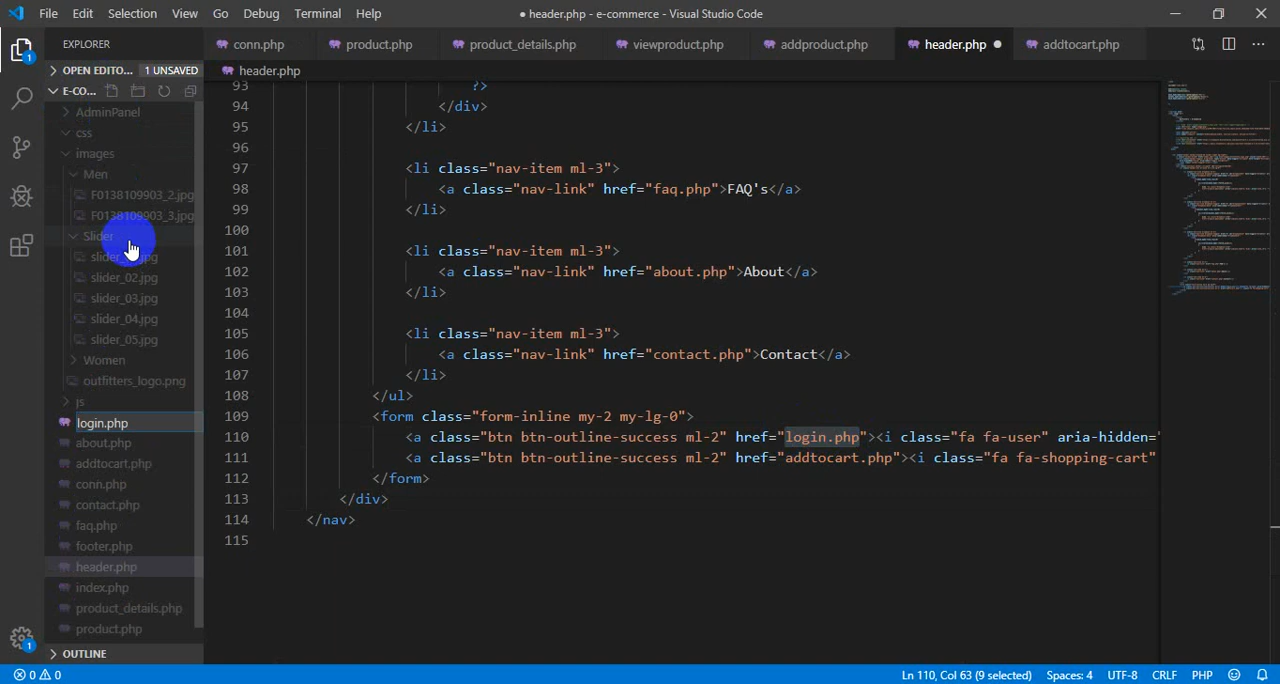 File Edit Selection View Go Debug Terminal Help
● header.php - e-commerce - Visual Studio Code
EXPLORER
conn.php product.php product_details.php viewproduct.php addproduct.php header.php addtocart.php
OPEN EDITO... 1 UNSAVED
header.php
E-CO...
AdminPanel
css
images
Men
F0138109903_2.jpg
F0138109903_3.jpg
Slider
slider_02.jpg
slider_03.jpg
slider_04.jpg
slider_05.jpg
Women
outfitters_logo.png
js
login.php
about.php
addtocart.php
conn.php
contact.php
faq.php
footer.php
header.php
index.php
product_details.php
product.php
OUTLINE
93 ?>
94 </div>
95 </li>
96
97 <li class="nav-item ml-3">
98 <a class="nav-link" href="faq.php">FAQ's</a>
99 </li>
100
101 <li class="nav-item ml-3">
102 <a class="nav-link" href="about.php">About</a>
103 </li>
104
105 <li class="nav-item ml-3">
106 <a class="nav-link" href="contact.php">Contact</a>
107 </li>
108 </ul>
109 <form class="form-inline my-2 my-lg-0">
110 <a class="btn btn-outline-success ml-2" href="login.php"><i class="fa fa-user" aria-hidden="
111 <a class="btn btn-outline-success ml-2" href="addtocart.php"><i class="fa fa-shopping-cart"
112 </form>
113 </div>
114 </nav>
115
0 0 Ln 110, Col 63 (9 selected) Spaces: 4 UTF-8 CRLF PHP